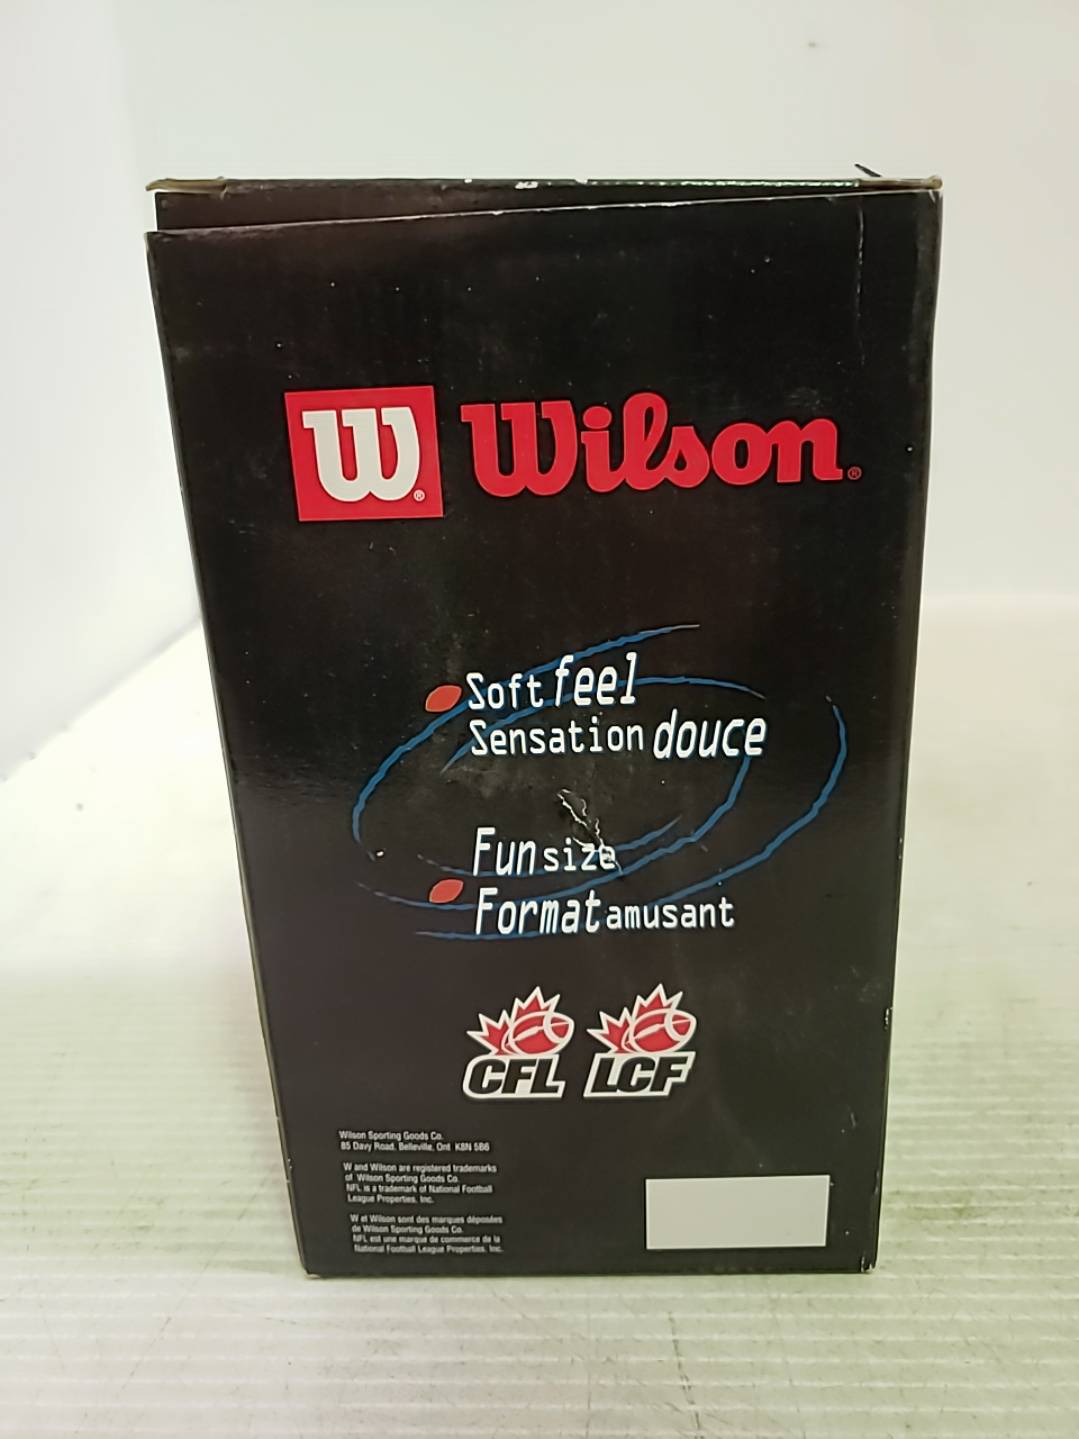 W®
Wilson®
Soft feel
Sensation douce
Fun size
Format amusant
CFL LCF
Wilson Sporting Goods Co.
85 Davy Road, Belleville, Ont K8N 5B6
W and Wilson are registered trademarks
of Wilson Sporting Goods Co.
NFL is a trademark of National Football
League Properties, Inc.
W et Wilson sont des marques déposées
de Wilson Sporting Goods Co.
NFL est une marque de commerce de la
National Football League Properties, Inc.